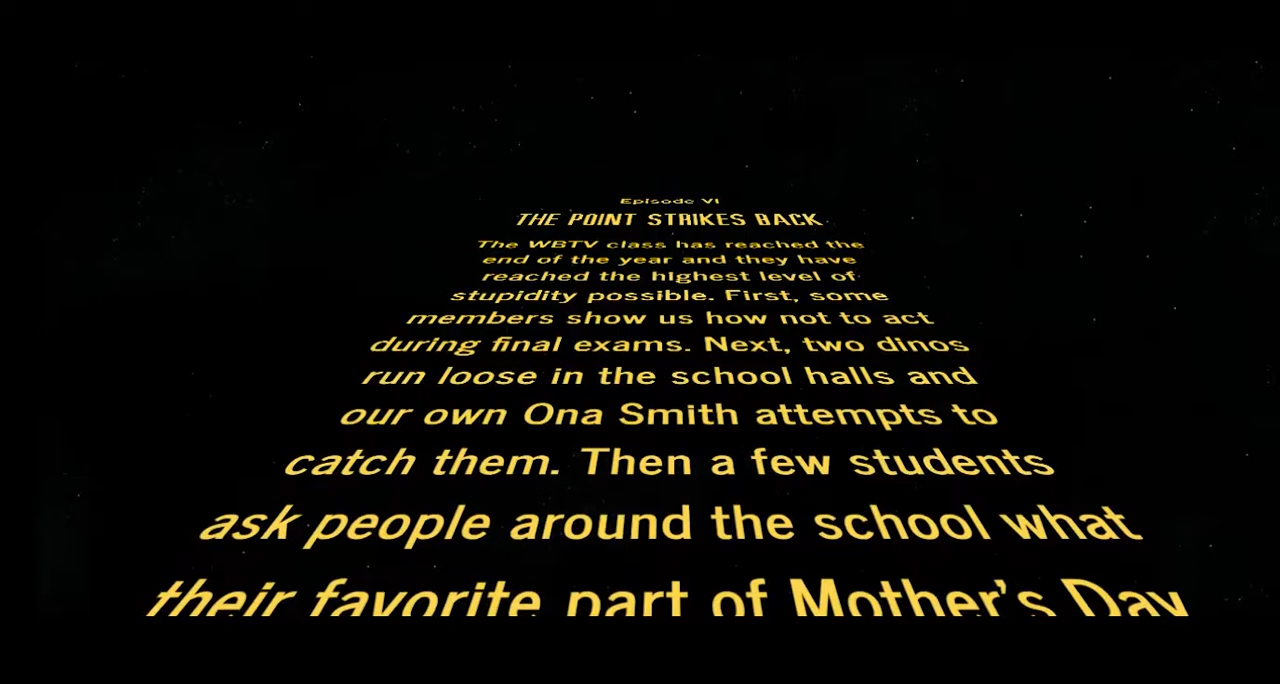 Episode VI
THE POINT STRIKES BACK
The WBTV class has reached the
end of the year and they have
reached the highest level of
stupidity possible. First, some
members show us how not to act
during final exams. Next, two dinos
run loose in the school halls and
our own Ona Smith attempts to
catch them. Then a few students
ask people around the school what
their favorite part of Mother's Day